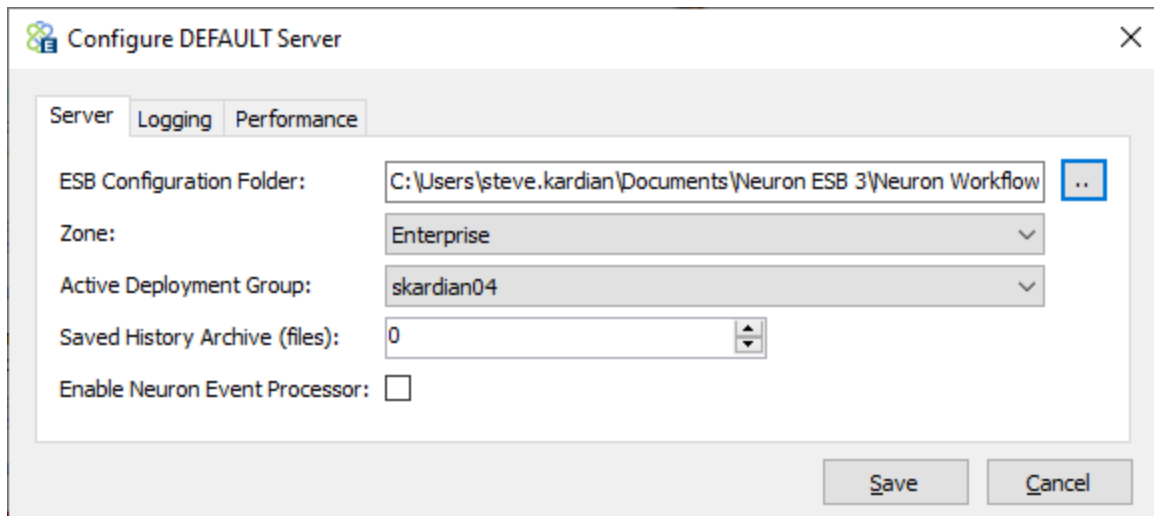 Configure DEFAULT Server
Server Logging Performance
ESB Configuration Folder: C:\Users\steve.kardian\Documents\Neuron ESB 3\Neuron Workflow ..
Zone: Enterprise
Active Deployment Group: skardian04
Saved History Archive (files): 0
Enable Neuron Event Processor:
Save Cancel